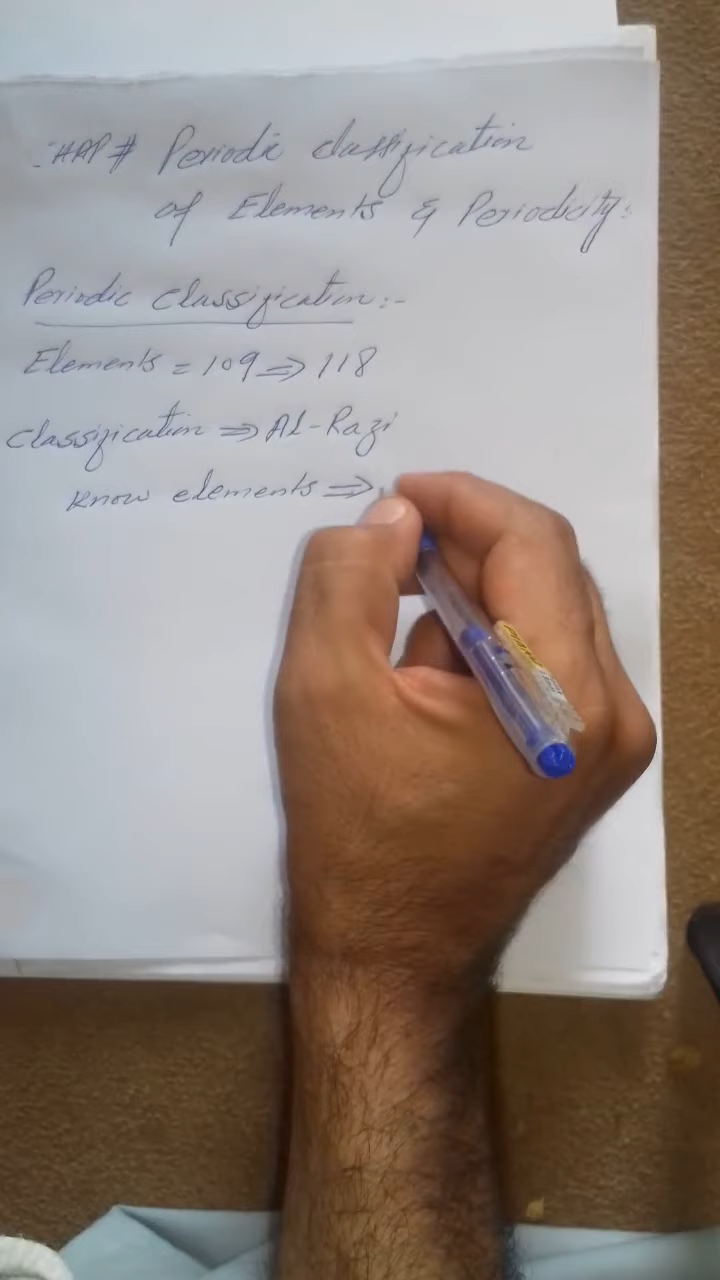 CHAP # Periodic classification
of Elements & Periodicity:
Periodic classification:-
Elements = 109 ⇒ 118
classification ⇒ Al-Razi
Know elements ⇒